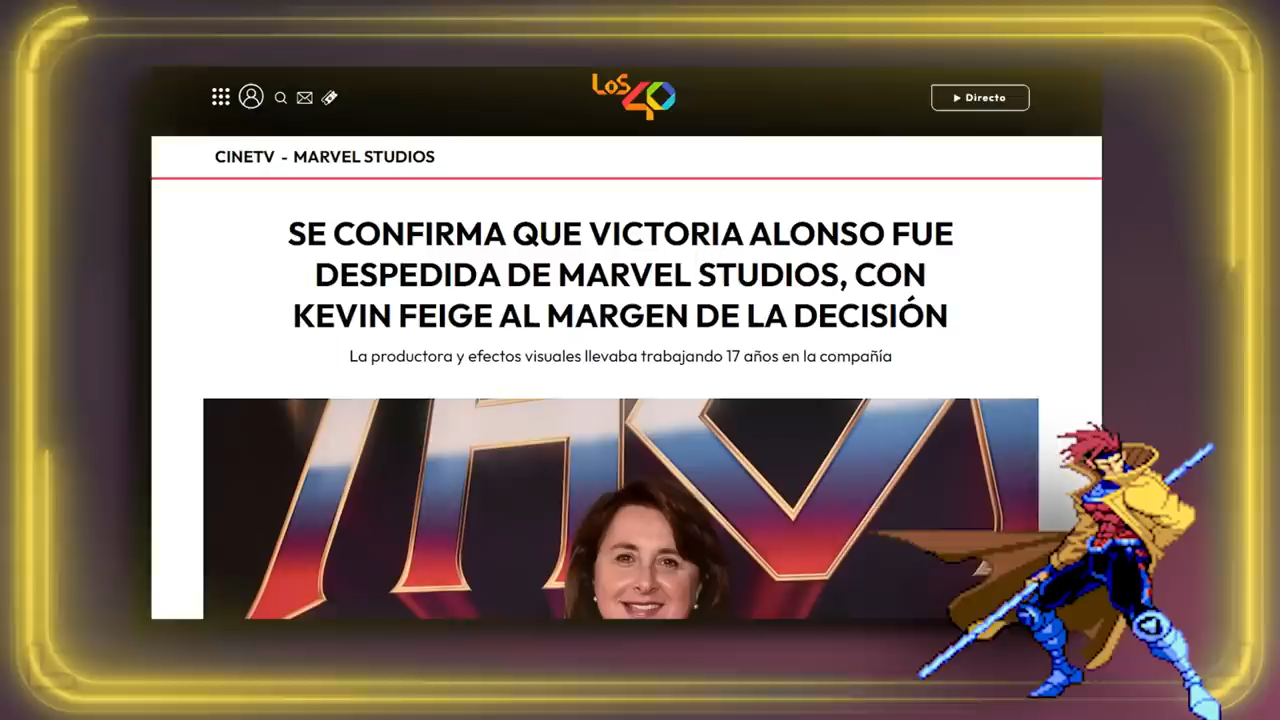 LOS
40
Directo
CINETV - MARVEL STUDIOS
SE CONFIRMA QUE VICTORIA ALONSO FUE
DESPEDIDA DE MARVEL STUDIOS, CON
KEVIN FEIGE AL MARGEN DE LA DECISIÓN
La productora y efectos visuales llevaba trabajando 17 años en la compañía